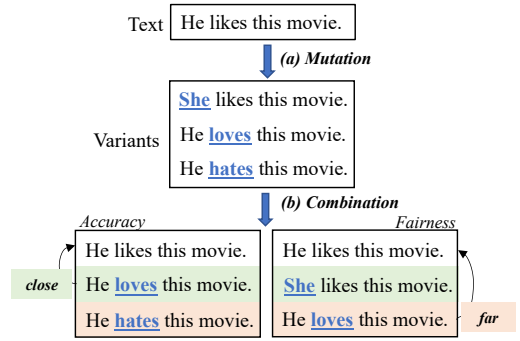 Text
He likes this movie.
(a) Mutation
Variants
She likes this movie.
He loves this movie.
He hates this movie.
(b) Combination
Accuracy
He likes this movie.
close
He loves this movie.
He hates this movie.
Fairness
He likes this movie.
She likes this movie.
He loves this movie.
far